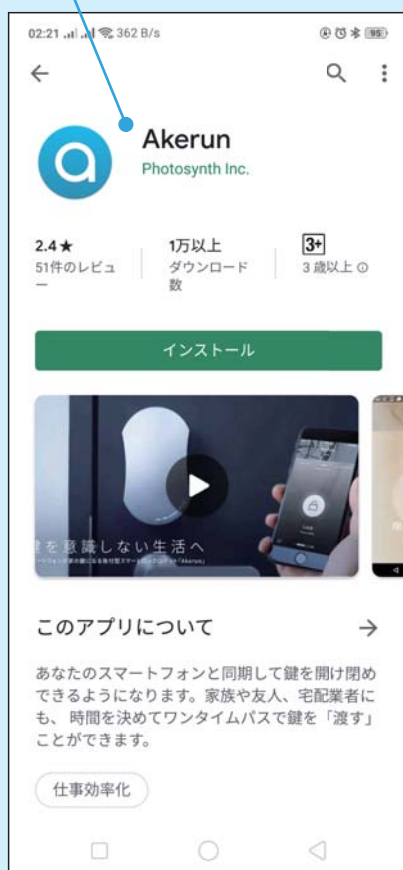 02:21 362 B/s 95
Akerun
Photosynth Inc.
2.4★
51件のレビュ
ー
1万以上
ダウンロード
数
3+
3 歳以上
インストール
鍵を意識しない生活へ
このアプリについて
あなたのスマートフォンと同期して鍵を開け閉め
できるようになります。家族や友人、宅配業者に
も、 時間を決めてワンタイムパスで鍵を「渡す」
ことができます。
仕事効率化